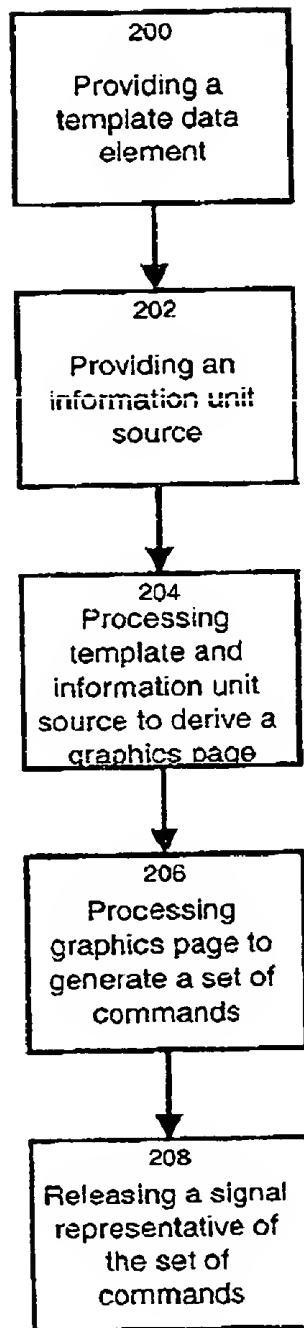 200
Providing a
template data
element
202
Providing an
information unit
source
204
Processing
template and
information unit
source to derive a
graphics page
206
Processing
graphics page to
generate a set of
commands
208
Releasing a signal
representative of
the set of
commands